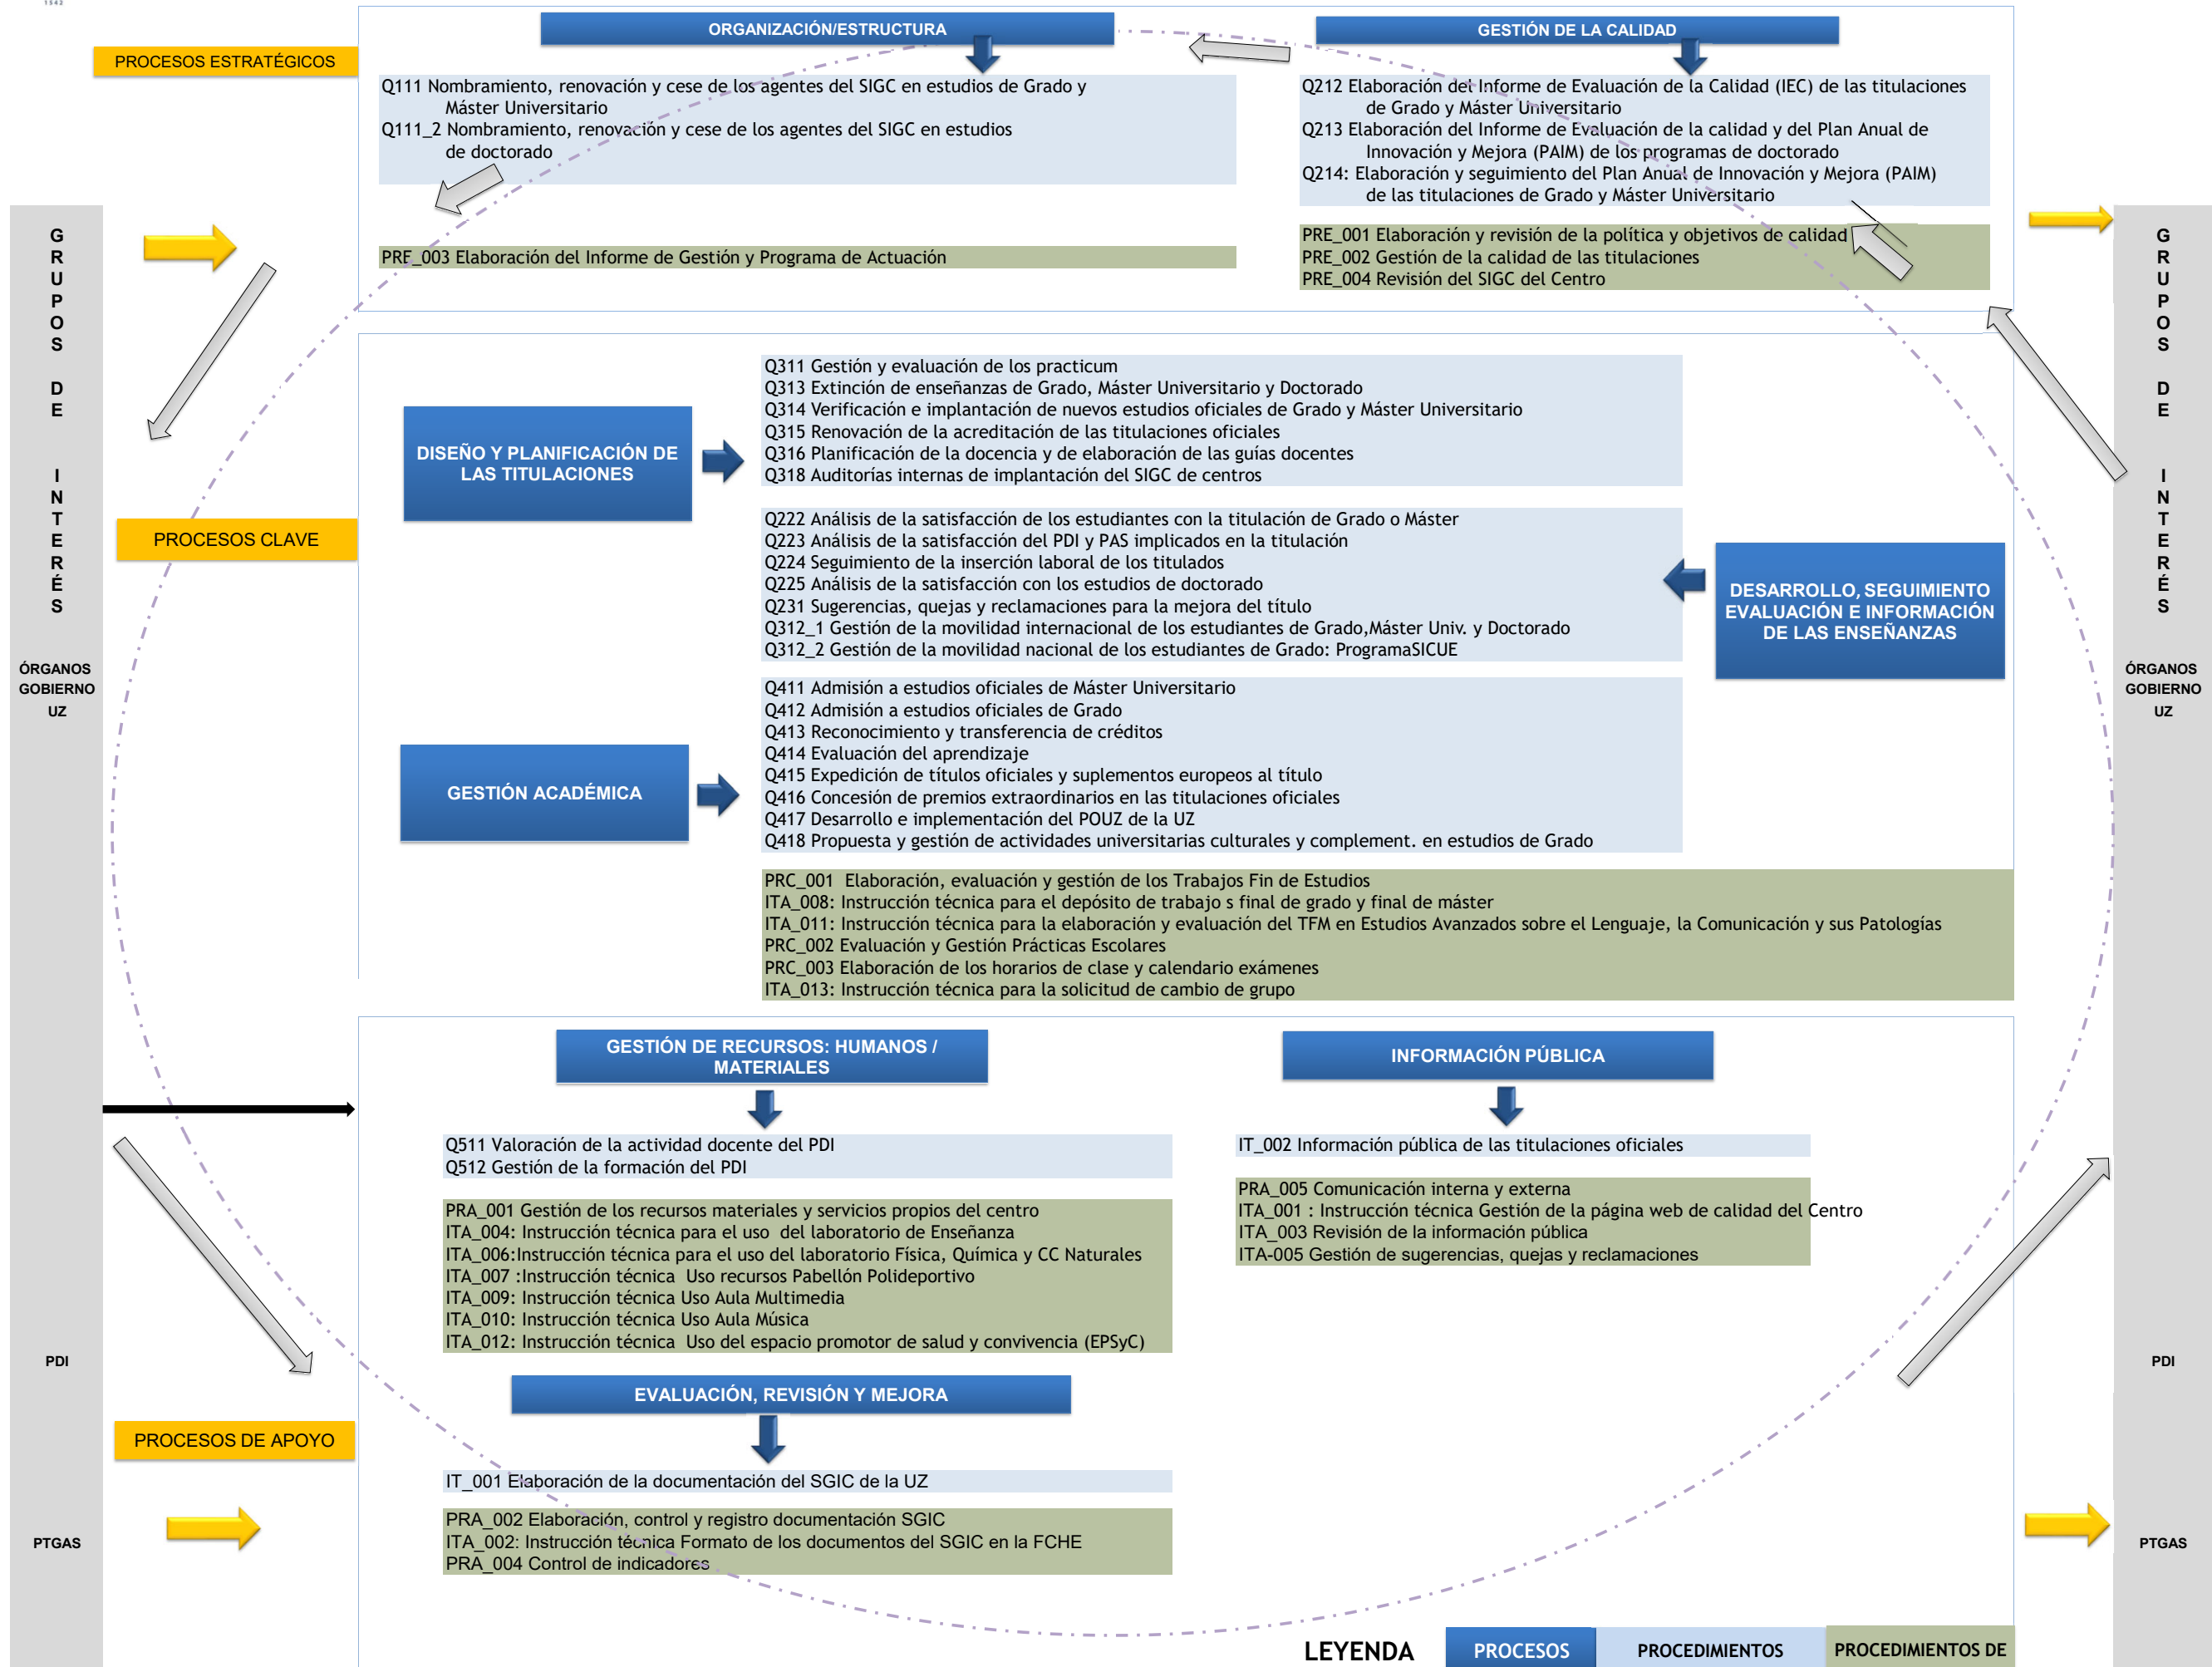 1542
ORGANIZACIÓN/ESTRUCTURA
GESTIÓN DE LA CALIDAD
PROCESOS ESTRATÉGICOS
Q111 Nombramiento, renovación y cese de los agentes del SIGC en estudios de Grado y
Máster Universitario
Q111_2 Nombramiento, renovación y cese de los agentes del SIGC en estudios
de doctorado
Q212 Elaboración del Informe de Evaluación de la Calidad (IEC) de las titulaciones
de Grado y Máster Universitario
Q213 Elaboración del Informe de Evaluación de la calidad y del Plan Anual de
Innovación y Mejora (PAIM) de los programas de doctorado
Q214: Elaboración y seguimiento del Plan Anual de Innovación y Mejora (PAIM)
de las titulaciones de Grado y Máster Universitario
PRE_003 Elaboración del Informe de Gestión y Programa de Actuación
PRE_001 Elaboración y revisión de la política y objetivos de calidad
PRE_002 Gestión de la calidad de las titulaciones
PRE_004 Revisión del SIGC del Centro
GRUPOS DE INTERÉS
ÓRGANOS
GOBIERNO
UZ
PDI
PTGAS
PROCESOS CLAVE
DISEÑO Y PLANIFICACIÓN DE
LAS TITULACIONES
Q311 Gestión y evaluación de los practicum
Q313 Extinción de enseñanzas de Grado, Máster Universitario y Doctorado
Q314 Verificación e implantación de nuevos estudios oficiales de Grado y Máster Universitario
Q315 Renovación de la acreditación de las titulaciones oficiales
Q316 Planificación de la docencia y de elaboración de las guías docentes
Q318 Auditorías internas de implantación del SIGC de centros
Q222 Análisis de la satisfacción de los estudiantes con la titulación de Grado o Máster
Q223 Análisis de la satisfacción del PDI y PAS implicados en la titulación
Q224 Seguimiento de la inserción laboral de los titulados
Q225 Análisis de la satisfacción con los estudios de doctorado
Q231 Sugerencias, quejas y reclamaciones para la mejora del título
Q312_1 Gestión de la movilidad internacional de los estudiantes de Grado,Máster Univ. y Doctorado
Q312_2 Gestión de la movilidad nacional de los estudiantes de Grado: ProgramaSICUE
DESARROLLO, SEGUIMIENTO
EVALUACIÓN E INFORMACIÓN
DE LAS ENSEÑANZAS
GESTIÓN ACADÉMICA
Q411 Admisión a estudios oficiales de Máster Universitario
Q412 Admisión a estudios oficiales de Grado
Q413 Reconocimiento y transferencia de créditos
Q414 Evaluación del aprendizaje
Q415 Expedición de títulos oficiales y suplementos europeos al título
Q416 Concesión de premios extraordinarios en las titulaciones oficiales
Q417 Desarrollo e implementación del POUZ de la UZ
Q418 Propuesta y gestión de actividades universitarias culturales y complement. en estudios de Grado
PRC_001 Elaboración, evaluación y gestión de los Trabajos Fin de Estudios
ITA_008: Instrucción técnica para el depósito de trabajo s final de grado y final de máster
ITA_011: Instrucción técnica para la elaboración y evaluación del TFM en Estudios Avanzados sobre el Lenguaje, la Comunicación y sus Patologías
PRC_002 Evaluación y Gestión Prácticas Escolares
PRC_003 Elaboración de los horarios de clase y calendario exámenes
ITA_013: Instrucción técnica para la solicitud de cambio de grupo
GRUPOS DE INTERÉS
ÓRGANOS
GOBIERNO
UZ
PDI
PTGAS
PROCESOS DE APOYO
GESTIÓN DE RECURSOS: HUMANOS /
MATERIALES
Q511 Valoración de la actividad docente del PDI
Q512 Gestión de la formación del PDI
PRA_001 Gestión de los recursos materiales y servicios propios del centro
ITA_004: Instrucción técnica para el uso del laboratorio de Enseñanza
ITA_006:Instrucción técnica para el uso del laboratorio Física, Química y CC Naturales
ITA_007 :Instrucción técnica Uso recursos Pabellón Polideportivo
ITA_009: Instrucción técnica Uso Aula Multimedia
ITA_010: Instrucción técnica Uso Aula Música
ITA_012: Instrucción técnica Uso del espacio promotor de salud y convivencia (EPSyC)
INFORMACIÓN PÚBLICA
IT_002 Información pública de las titulaciones oficiales
PRA_005 Comunicación interna y externa
ITA_001 : Instrucción técnica Gestión de la página web de calidad del Centro
ITA_003 Revisión de la información pública
ITA-005 Gestión de sugerencias, quejas y reclamaciones
EVALUACIÓN, REVISIÓN Y MEJORA
IT_001 Elaboración de la documentación del SGIC de la UZ
PRA_002 Elaboración, control y registro documentación SGIC
ITA_002: Instrucción técnica Formato de los documentos del SGIC en la FCHE
PRA_004 Control de indicadores
LEYENDA
PROCESOS
PROCEDIMIENTOS
PROCEDIMIENTOS DE